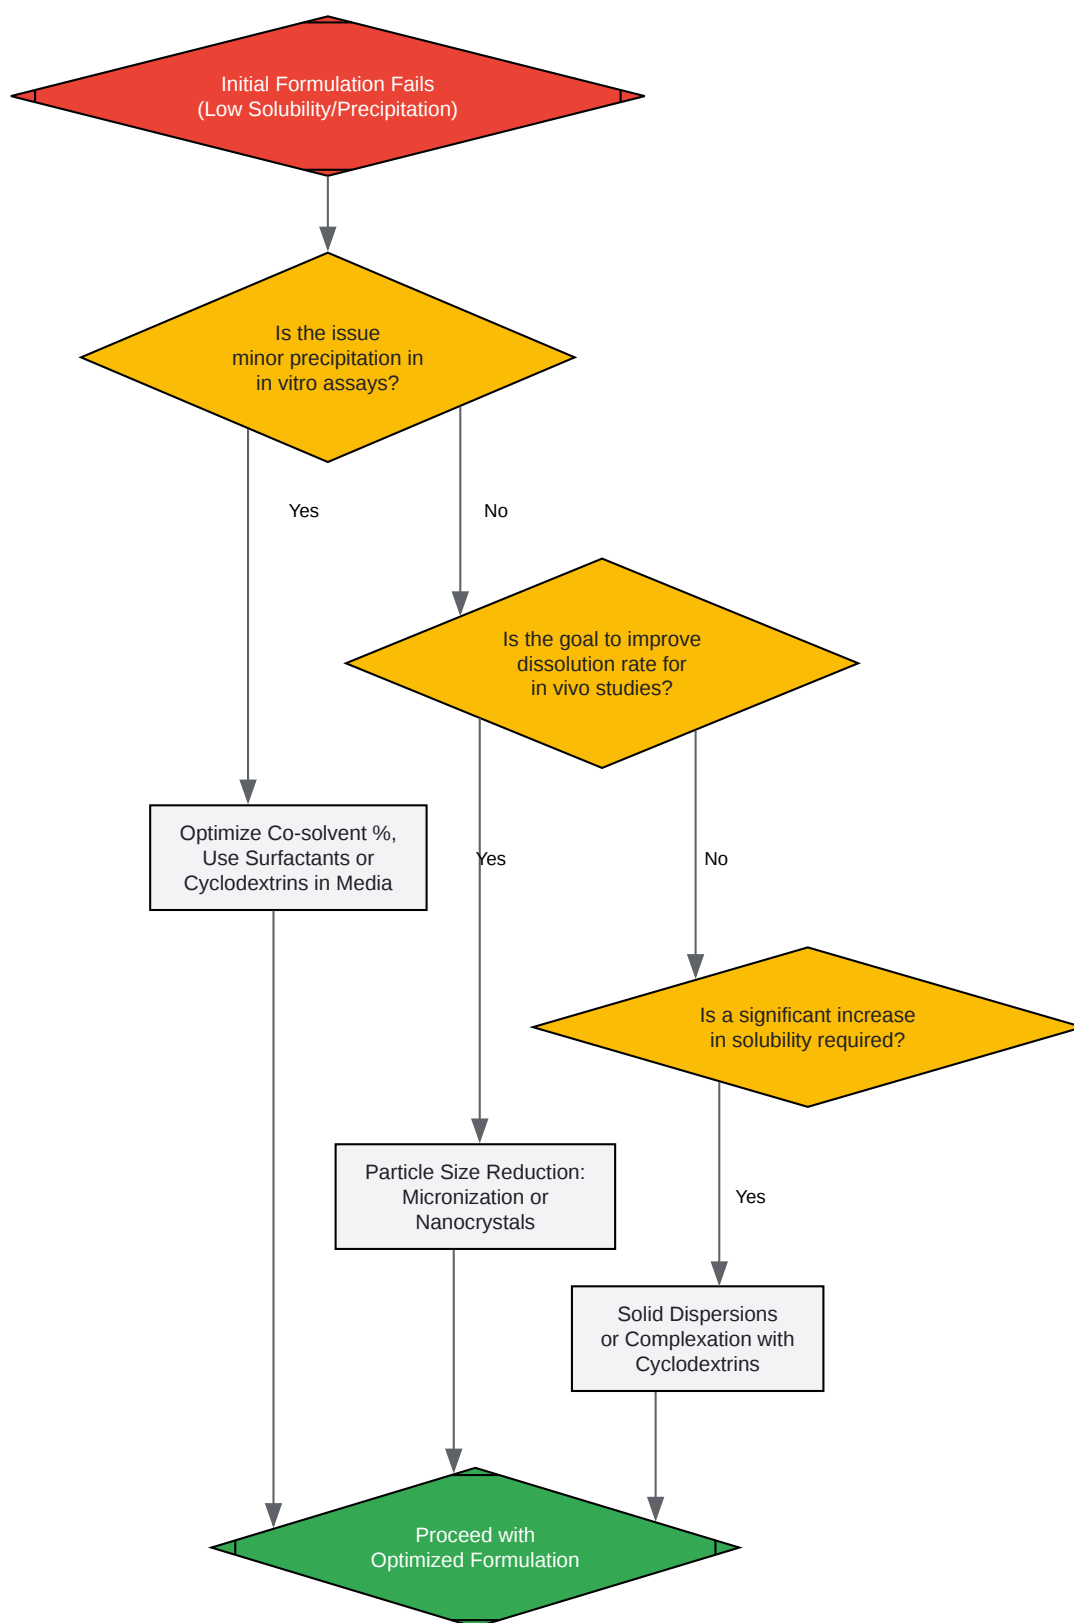 Initial Formulation Fails
(Low Solubility/Precipitation)
Is the issue
minor precipitation in
in vitro assays?
Yes
No
Is the goal to improve
dissolution rate for
in vivo studies?
Optimize Co-solvent %,
Use Surfactants or
Cyclodextrins in Media
Yes
No
Is a significant increase
in solubility required?
Particle Size Reduction:
Micronization or
Nanocrystals
Yes
Solid Dispersions
or Complexation with
Cyclodextrins
Proceed with
Optimized Formulation